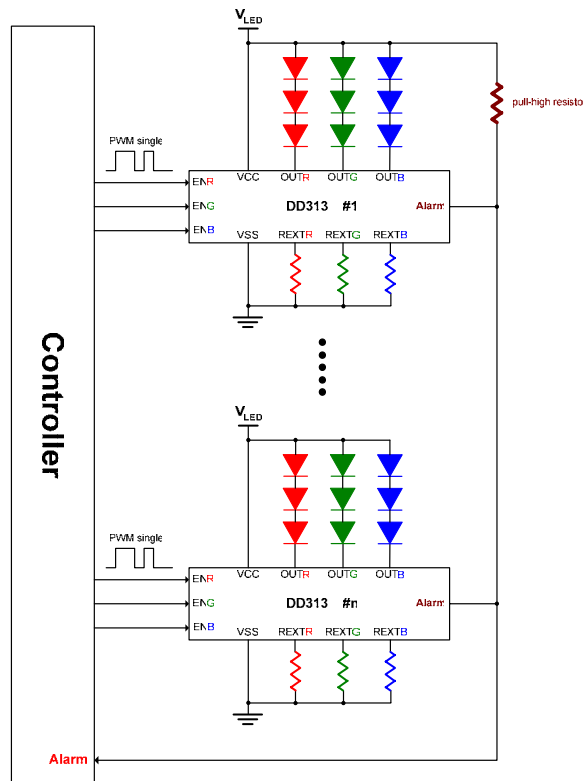 VLED
pull-high resisto
PWM single
VCC OUTR OUTG OUTB
ENR
ENG
ENB
DD313 #1
Alarm
VSS REXTR REXTG REXTB
Controller
VLED
PWM single
VCC OUTR OUTG OUTB
ENR
ENG
ENB
DD313 #n
Alarm
VSS REXTR REXTG REXTB
Alarm